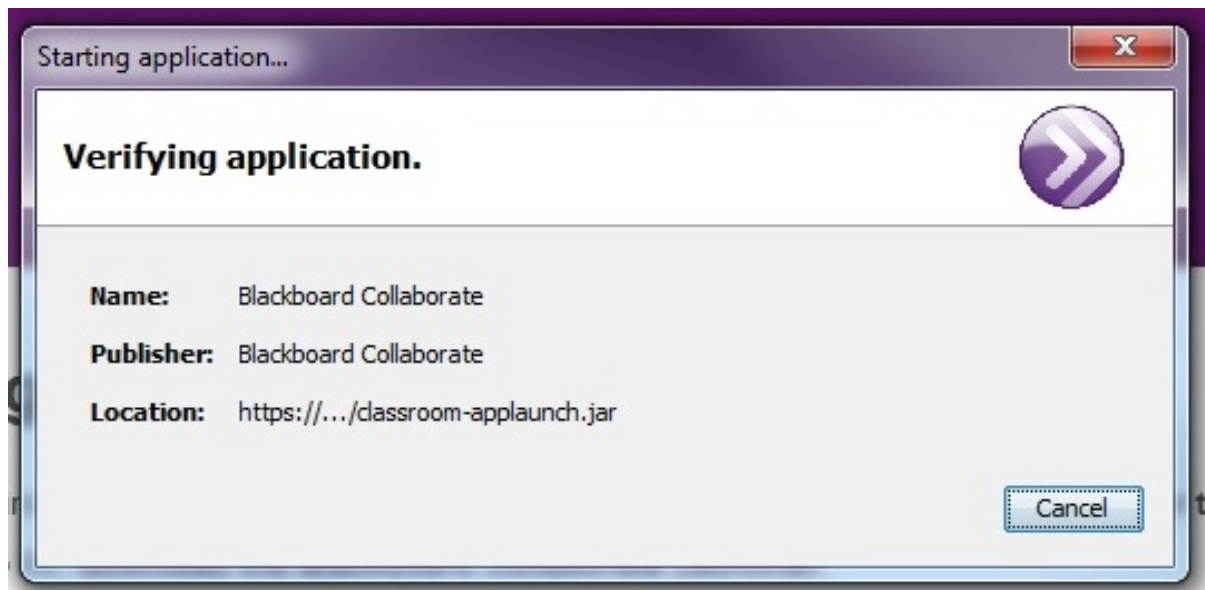 Starting application...
Verifying application.
Name: Blackboard Collaborate
Publisher: Blackboard Collaborate
Location: https://.../classroom-applaunch.jar
Cancel